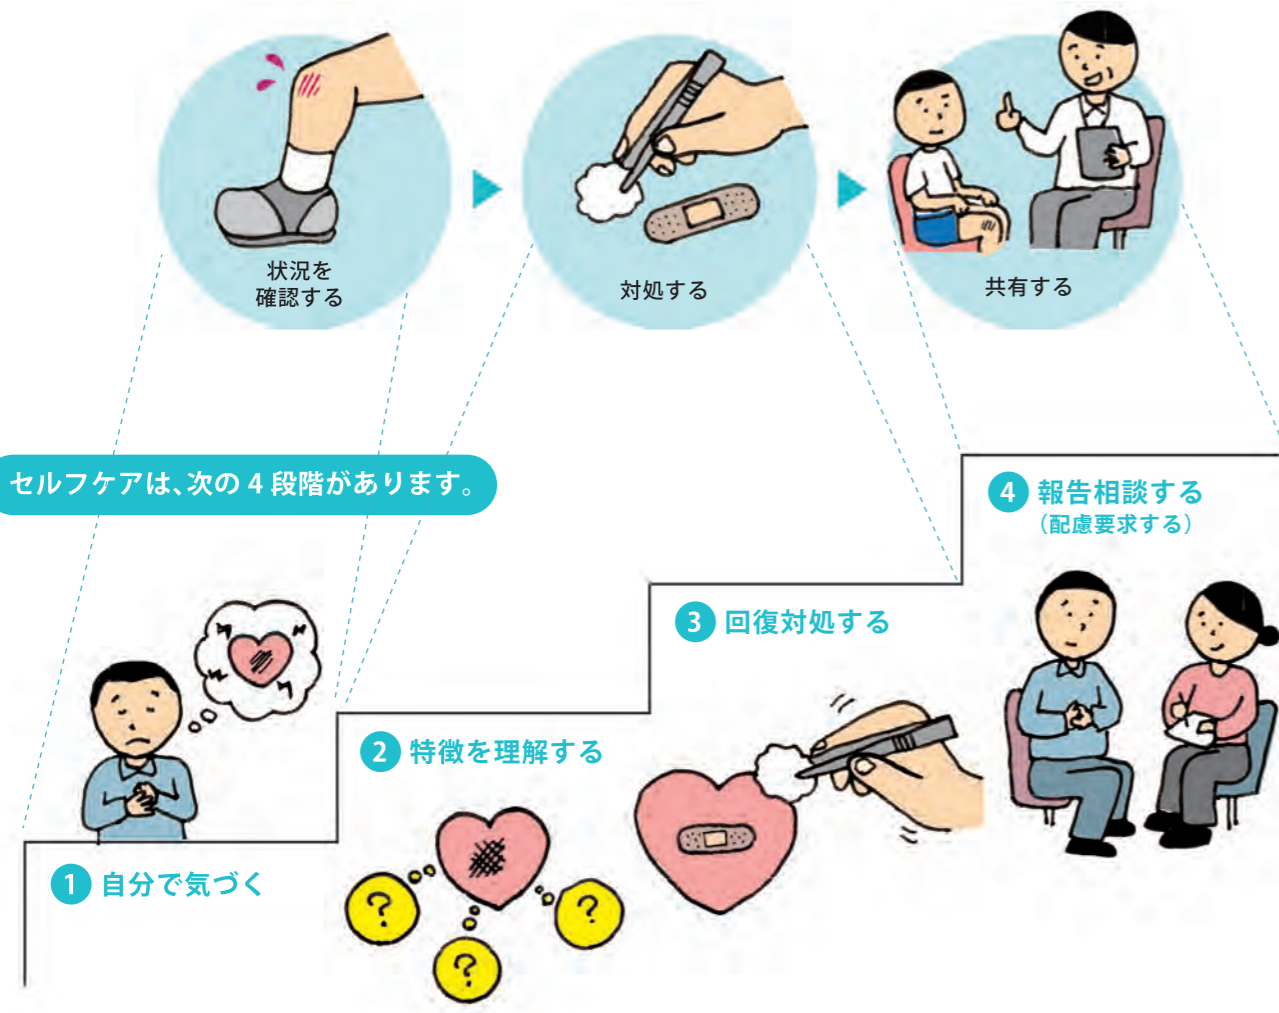 状況を
確認する
対処する
共有する
セルフケアは、次の4段階があります。
4 報告相談する
（配慮要求する）
3 回復対処する
2 特徴を理解する
1 自分で気づく
?
?
?